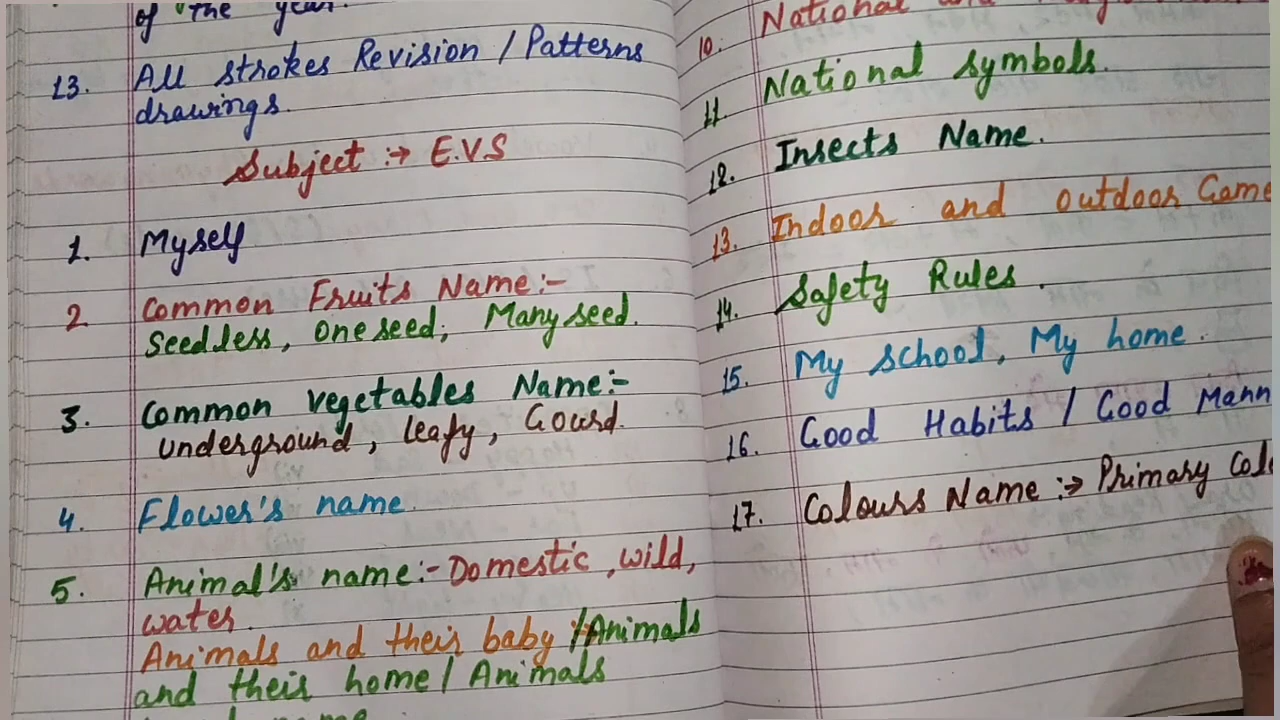 of the year.
13. All strokes Revision / Patterns
drawings.
Subject :→ E.V.S
1. Myself
2 Common Fruits Name:-
Seedless, One seed, Many seed.
3. Common vegetables Name:-
Underground, leafy, Gourd.
4. Flower's name.
5. Animal's name:- Domestic, wild,
water.
Animals and their baby / Animals
and their home / Animals
name
10. National
11. National symbols.
12. Insects Name.
13. Indoor and outdoor Game
14. Safety Rules.
15. My school, My home.
16. Good Habits / Good Mann
17. Colours Name :→ Primary Col